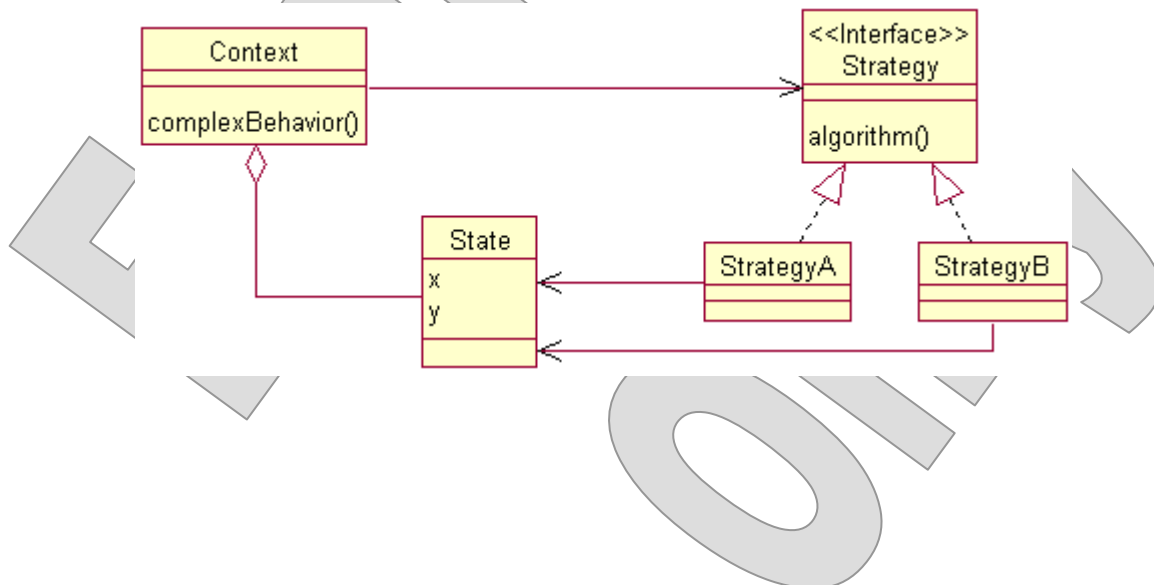 Context
complexBehavior()
<<Interface>>
Strategy
algorithm()
State
x
y
StrategyA
StrategyB